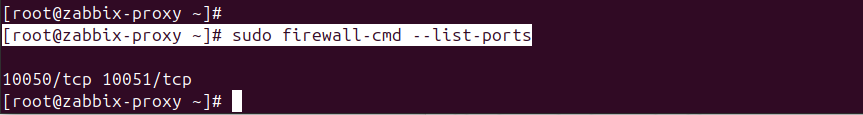 [root@zabbix-proxy ~]#
[root@zabbix-proxy ~]# sudo firewall-cmd --list-ports
10050/tcp 10051/tcp
[root@zabbix-proxy ~]#